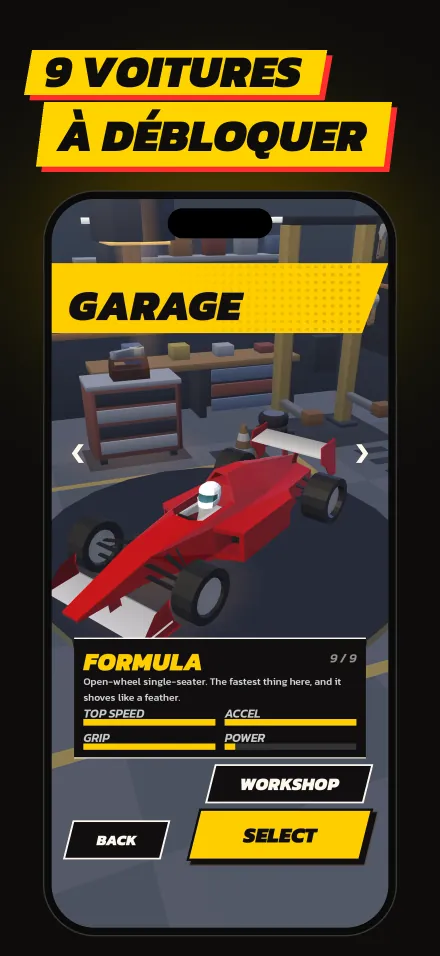 9 VOITURES
À DÉBLOQUER
GARAGE
FORMULA
9 / 9
Open-wheel single-seater. The fastest thing here, and it
shoves like a feather.
TOP SPEED
ACCEL
GRIP
POWER
WORKSHOP
BACK
SELECT